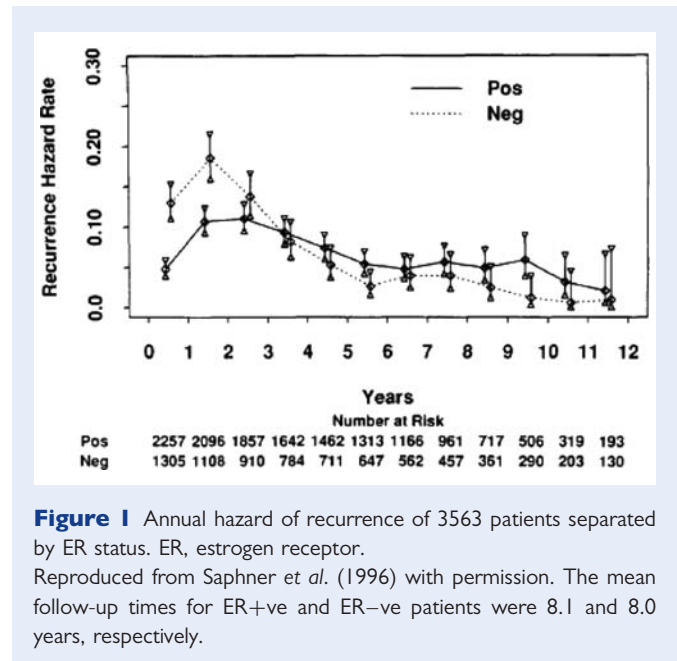 0.30
Pos
Neg
0.20
Recurrence Hazard Rate
0.10
0.0
0 1 2 3 4 5 6 7 8 9 10 11 12
Years
Number at Risk
Pos 2257 2096 1857 1642 1462 1313 1166 961 717 506 319 193
Neg 1305 1108 910 784 711 647 562 457 361 290 203 130
Figure 1 Annual hazard of recurrence of 3563 patients separated
by ER status. ER, estrogen receptor.
Reproduced from Saphner et al. (1996) with permission. The mean
follow-up times for ER+ve and ER−ve patients were 8.1 and 8.0
years, respectively.